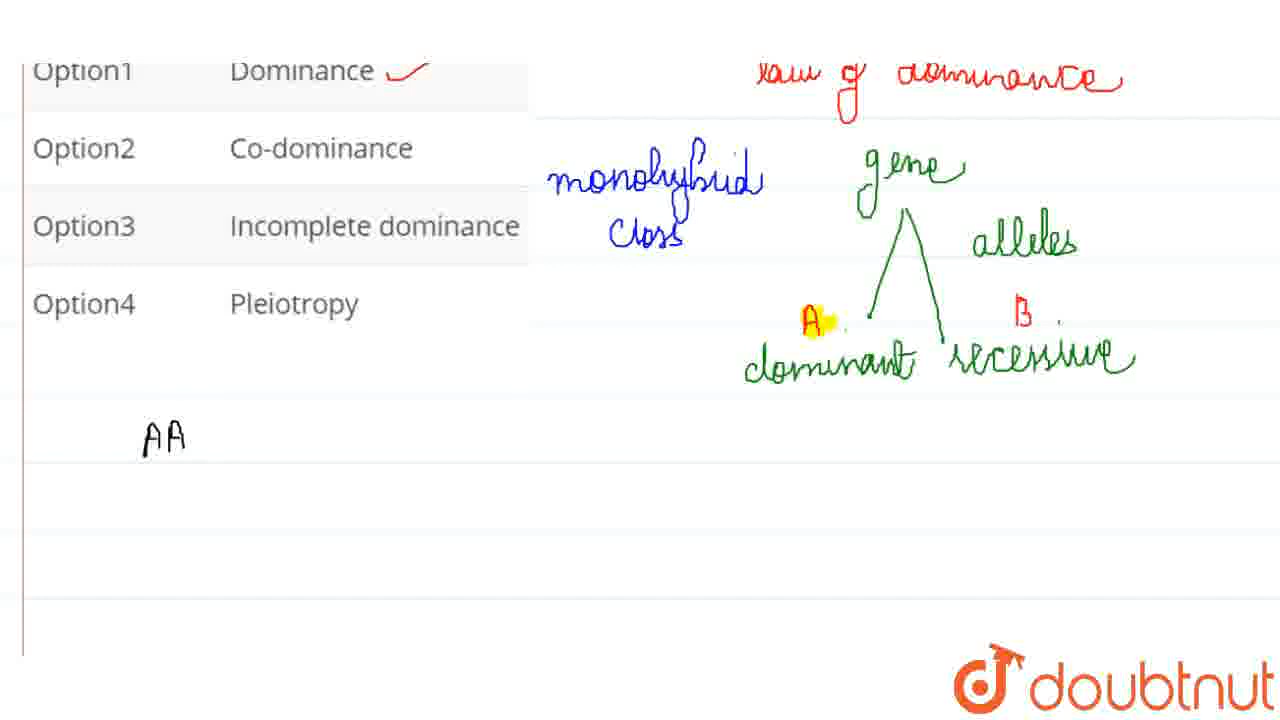 Option1 Dominance
law of dominance
Option2 Co-dominance
monohybrid
Cross
gene
alleles
Option3 Incomplete dominance
Option4 Pleiotropy
A B
dominant recessive
AA
doubtnut